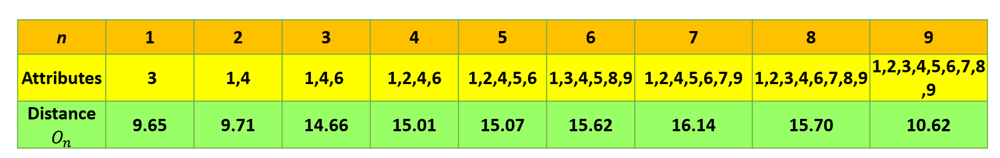 n 1 2 3 4 5 6 7 8 9
Attributes 3 1,4 1,4,6 1,2,4,6 1,2,4,5,6 1,3,4,5,8,9 1,2,4,5,6,7,9 1,2,3,4,6,7,8,9 1,2,3,4,5,6,7,8
,9
Distance
Oₙ 9.65 9.71 14.66 15.01 15.07 15.62 16.14 15.70 10.62